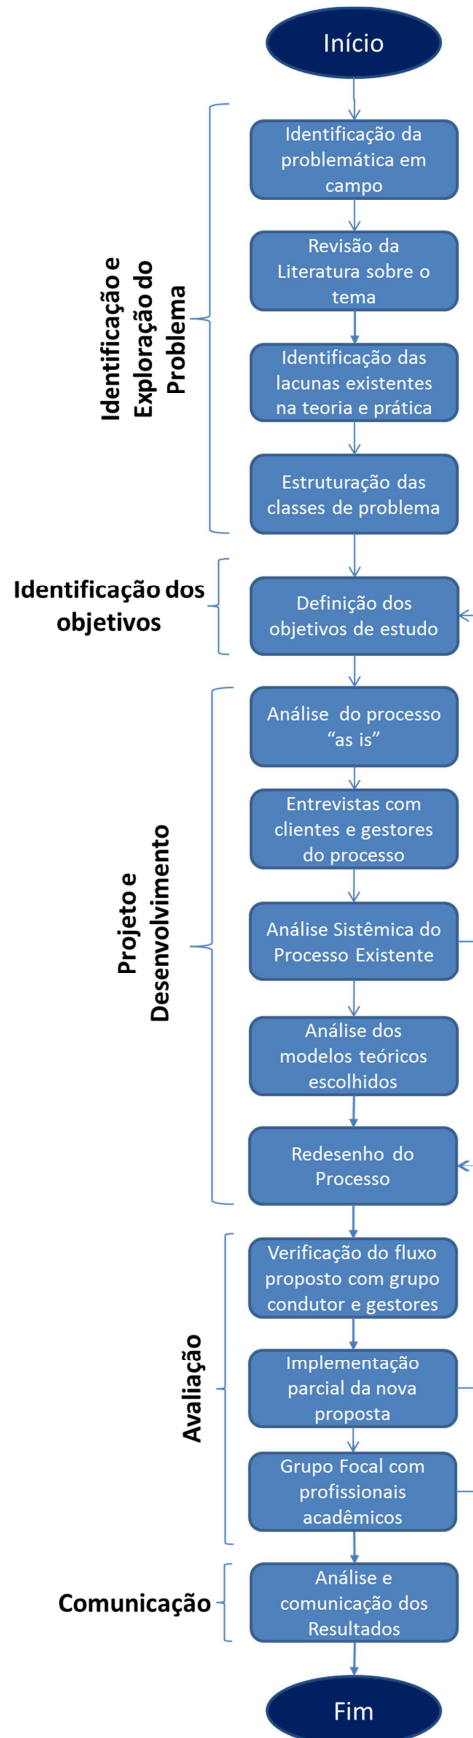 Início
Identificação da
problemática em
campo
Revisão da
Literatura sobre o
tema
Identificação das
lacunas existentes
na teoria e prática
Estruturação das
classes de problema
Identificação e
Exploração do
Problema
Definição dos
objetivos de estudo
Identificação dos
objetivos
Análise do processo
“as is”
Entrevistas com
clientes e gestores
do processo
Análise Sistêmica do
Processo Existente
Análise dos
modelos teóricos
escolhidos
Redesenho do
Processo
Projeto e
Desenvolvimento
Verificação do fluxo
proposto com grupo
condutor e gestores
Implementação
parcial da nova
proposta
Grupo Focal com
profissionais
acadêmicos
Avaliação
Análise e
comunicação dos
Resultados
Comunicação
Fim